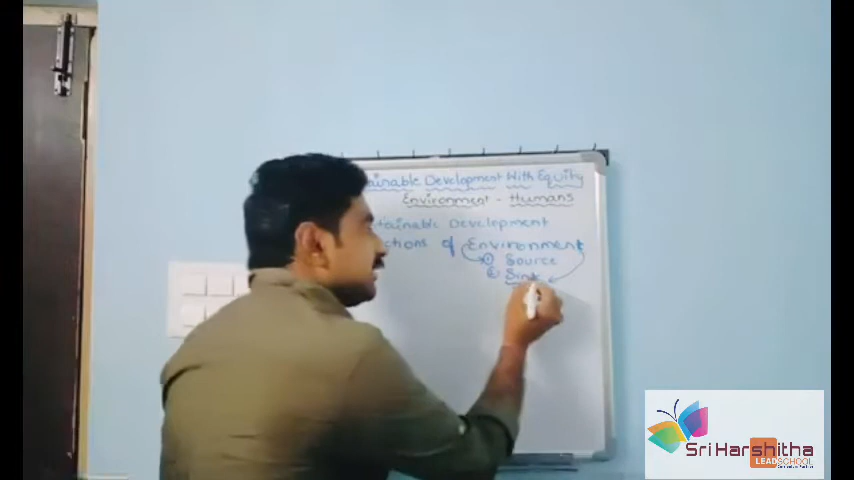 ainable Development With Equity
Environment - Humans
tainable Development
ctions of Environment
① Source
② Sink
Sri Harshitha
LEAD SCHOOL